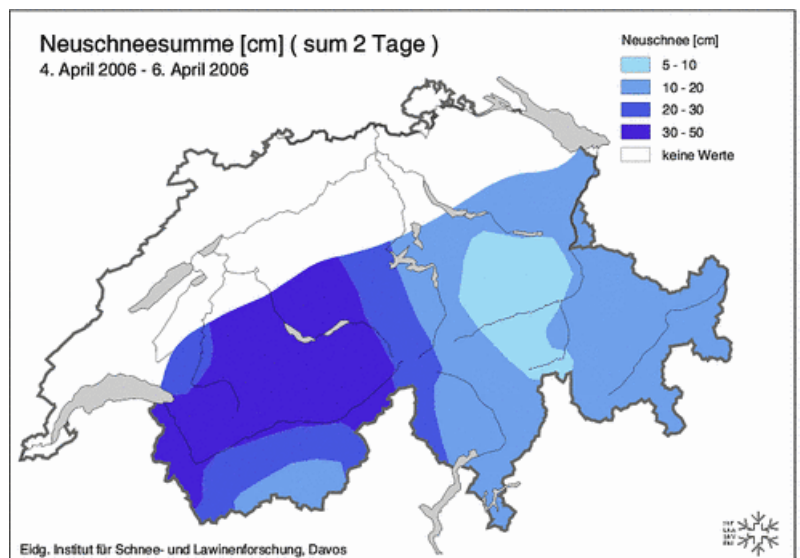 Neuschneesumme [cm] ( sum 2 Tage )
4. April 2006 - 6. April 2006
Neuschnee [cm]
5 - 10
10 - 20
20 - 30
30 - 50
keine Werte
Eidg. Institut für Schnee- und Lawinenforschung, Davos